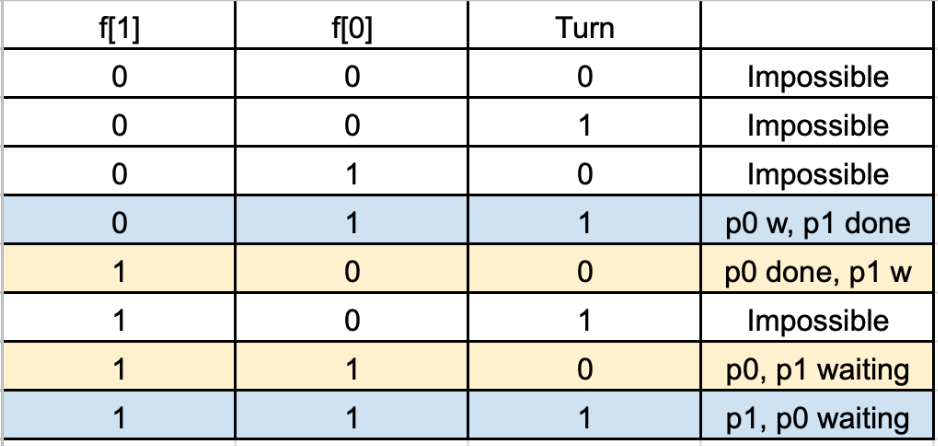 f[1] f[0] Turn
0 0 0 Impossible
0 0 1 Impossible
0 1 0 Impossible
0 1 1 p0 w, p1 done
1 0 0 p0 done, p1 w
1 0 1 Impossible
1 1 0 p0, p1 waiting
1 1 1 p1, p0 waiting